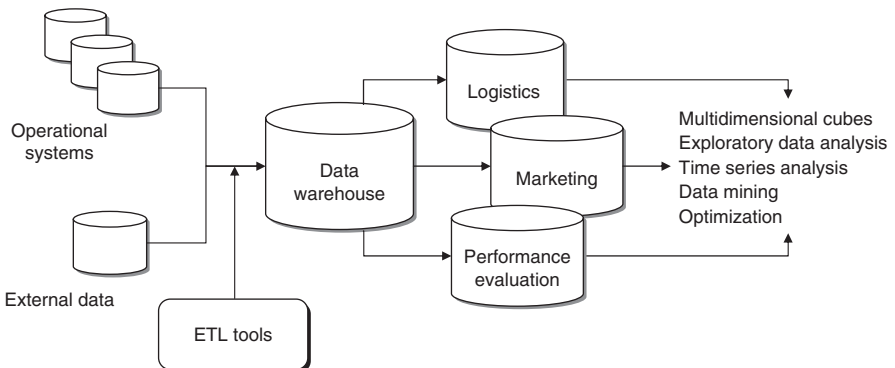 Operational
systems
External data
ETL tools
Data
warehouse
Logistics
Marketing
Performance
evaluation
Multidimensional cubes
Exploratory data analysis
Time series analysis
Data mining
Optimization